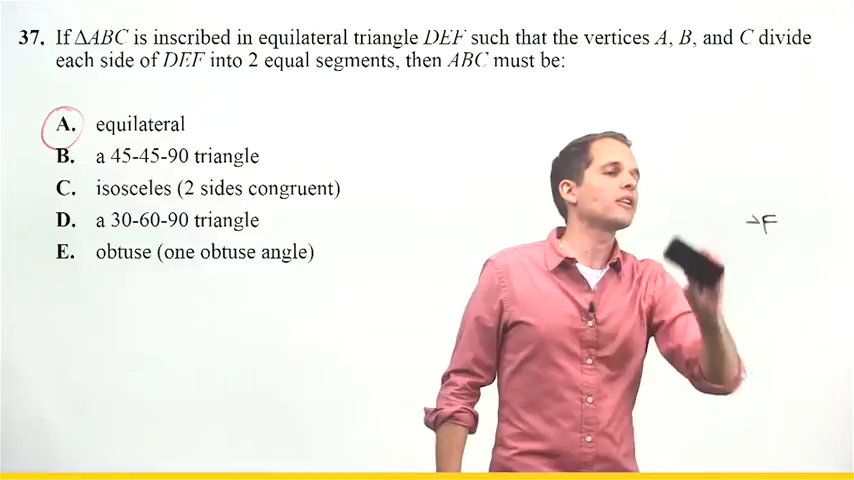 37. If ΔABC is inscribed in equilateral triangle DEF such that the vertices A, B, and C divide
each side of DEF into 2 equal segments, then ABC must be:
A. equilateral
B. a 45-45-90 triangle
C. isosceles (2 sides congruent)
D. a 30-60-90 triangle
E. obtuse (one obtuse angle)
F